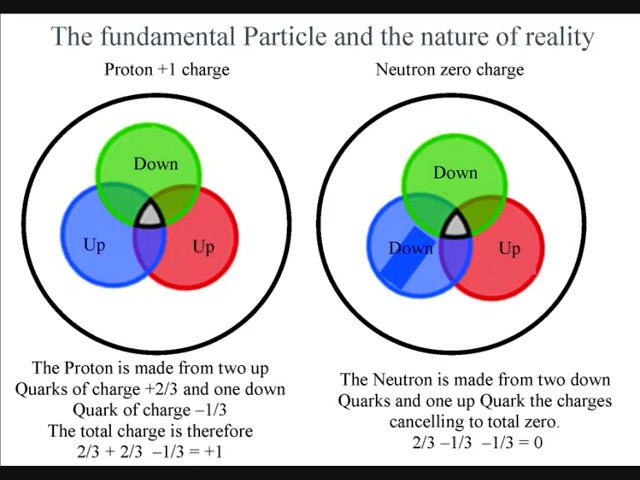 The fundamental Particle and the nature of reality
Proton +1 charge
Down
Up
Up
The Proton is made from two up
Quarks of charge +2/3 and one down
Quark of charge –1/3
The total charge is therefore
2/3 + 2/3 –1/3 = +1
Neutron zero charge
Down
Down
Up
The Neutron is made from two down
Quarks and one up Quark the charges
cancelling to total zero.
2/3 –1/3 –1/3 = 0